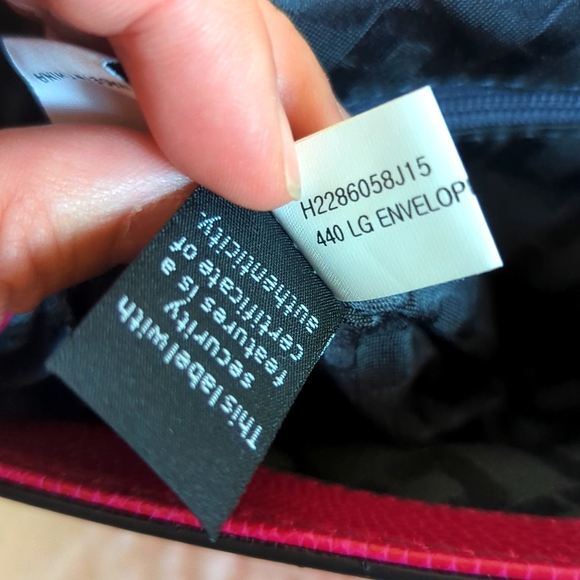 H2286058J15
440 LG ENVELOP
This label with
security
features is a
certificate of
authenticity.